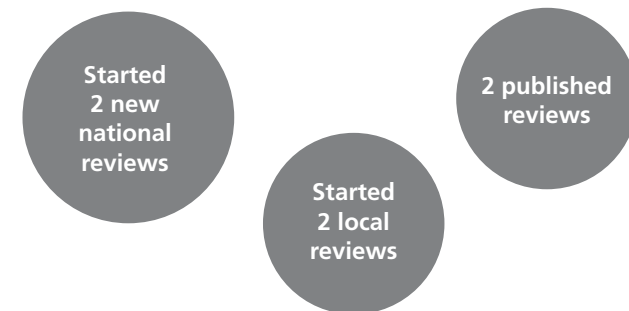 Started
2 new
national
reviews
2 published
reviews
Started
2 local
reviews